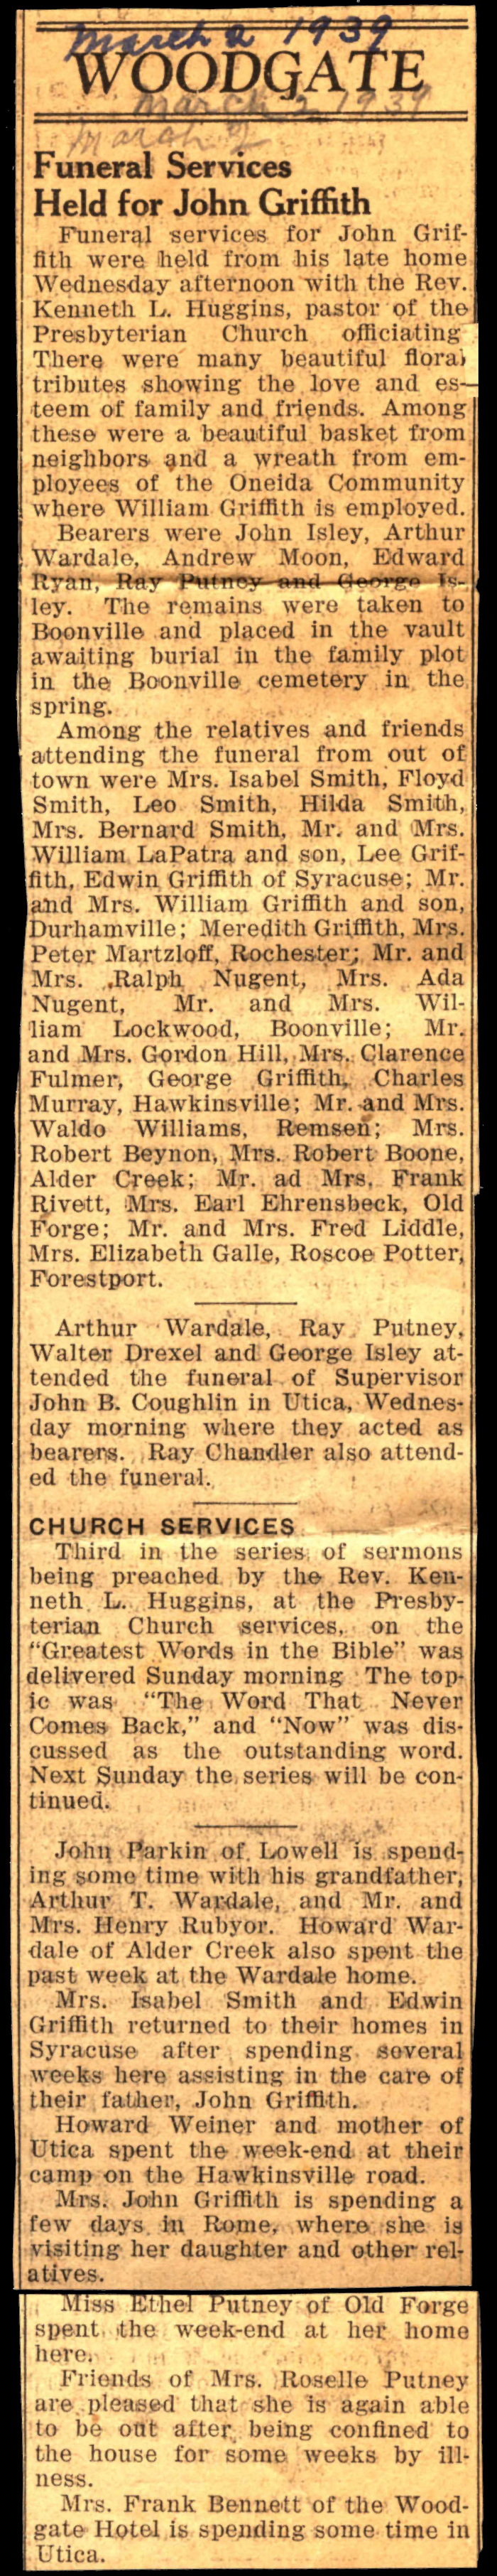 March 2 1939
WOODGATE
March 2 1939
March 2
Funeral Services
Held for John Griffith
Funeral services for John Grif-
fith were held from his late home
Wednesday afternoon with the Rev.
Kenneth L. Huggins, pastor of the
Presbyterian Church officiating
There were many beautiful floral
tributes showing the love and es-
teem of family and friends. Among
these were a beautiful basket from
neighbors and a wreath from em-
ployees of the Oneida Community
where William Griffith is employed.
Bearers were John Isley, Arthur
Wardale, Andrew Moon, Edward
Ryan, Ray Putney and George Is-
ley. The remains were taken to
Boonville and placed in the vault
awaiting burial in the family plot
in the Boonville cemetery in the
spring.
Among the relatives and friends
attending the funeral from out of
town were Mrs. Isabel Smith, Floyd
Smith, Leo Smith, Hilda Smith,
Mrs. Bernard Smith, Mr. and Mrs.
William LaPatra and son, Lee Grif-
fith, Edwin Griffith of Syracuse; Mr.
and Mrs. William Griffith and son,
Durhamville; Meredith Griffith, Mrs.
Peter Martzloff, Rochester; Mr. and
Mrs. Ralph Nugent, Mrs. Ada
Nugent, Mr. and Mrs. Wil-
liam Lockwood, Boonville; Mr.
and Mrs. Gordon Hill, Mrs. Clarence
Fulmer, George Griffith, Charles
Murray, Hawkinsville; Mr. and Mrs.
Waldo Williams, Remsen; Mrs.
Robert Beynon, Mrs. Robert Boone,
Alder Creek; Mr. ad Mrs. Frank
Rivett, Mrs. Earl Ehrensbeck, Old
Forge; Mr. and Mrs. Fred Liddle,
Mrs. Elizabeth Galle, Roscoe Potter,
Forestport.
Arthur Wardale, Ray Putney,
Walter Drexel and George Isley at-
tended the funeral of Supervisor
John B. Coughlin in Utica, Wednes-
day morning where they acted as
bearers. Ray Chandler also attend-
ed the funeral.
CHURCH SERVICES
Third in the series of sermons
being preached by the Rev. Ken-
neth L. Huggins, at the Presby-
terian Church services, on the
"Greatest Words in the Bible" was
delivered Sunday morning The top-
ic was "The Word That Never
Comes Back," and "Now" was dis-
cussed as the outstanding word.
Next Sunday the series will be con-
tinued.
John Parkin of Lowell is spend-
ing some time with his grandfather,
Arthur T. Wardale, and Mr. and
Mrs. Henry Rubyor. Howard War-
dale of Alder Creek also spent the
past week at the Wardale home.
Mrs. Isabel Smith and Edwin
Griffith returned to their homes in
Syracuse after spending several
weeks here assisting in the care of
their father, John Griffith.
Howard Weiner and mother of
Utica spent the week-end at their
camp on the Hawkinsville road.
Mrs. John Griffith is spending a
few days in Rome, where she is
visiting her daughter and other rel-
atives.
Miss Ethel Putney of Old Forge
spent the week-end at her home
here.
Friends of Mrs. Roselle Putney
are pleased that she is again able
to be out after being confined to
the house for some weeks by ill-
ness.
Mrs. Frank Bennett of the Wood-
gate Hotel is spending some time in
Utica.